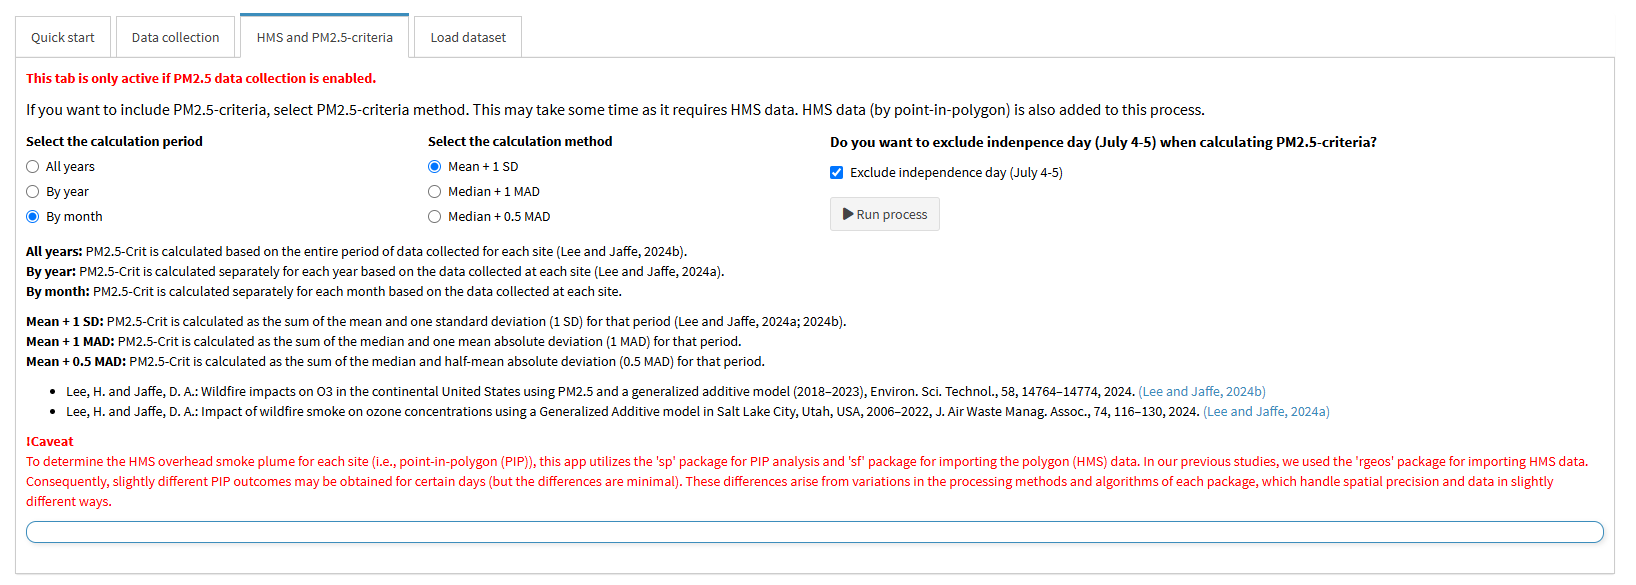 Quick start
Data collection
HMS and PM2.5-criteria
Load dataset
This tab is only active if PM2.5 data collection is enabled.
If you want to include PM2.5-criteria, select PM2.5-criteria method. This may take some time as it requires HMS data. HMS data (by point-in-polygon) is also added to this process.
Select the calculation period
All years
By year
By month
Select the calculation method
Mean + 1 SD
Median + 1 MAD
Median + 0.5 MAD
Do you want to exclude indenpence day (July 4-5) when calculating PM2.5-criteria?
Exclude independence day (July 4-5)
Run process
All years: PM2.5-Crit is calculated based on the entire period of data collected for each site (Lee and Jaffe, 2024b).
By year: PM2.5-Crit is calculated separately for each year based on the data collected at each site (Lee and Jaffe, 2024a).
By month: PM2.5-Crit is calculated separately for each month based on the data collected at each site.
Mean + 1 SD: PM2.5-Crit is calculated as the sum of the mean and one standard deviation (1 SD) for that period (Lee and Jaffe, 2024a; 2024b).
Mean + 1 MAD: PM2.5-Crit is calculated as the sum of the median and one mean absolute deviation (1 MAD) for that period.
Mean + 0.5 MAD: PM2.5-Crit is calculated as the sum of the median and half-mean absolute deviation (0.5 MAD) for that period.
• Lee, H. and Jaffe, D. A.: Wildfire impacts on O3 in the continental United States using PM2.5 and a generalized additive model (2018–2023), Environ. Sci. Technol., 58, 14764–14774, 2024. (Lee and Jaffe, 2024b)
• Lee, H. and Jaffe, D. A.: Impact of wildfire smoke on ozone concentrations using a Generalized Additive model in Salt Lake City, Utah, USA, 2006–2022, J. Air Waste Manag. Assoc., 74, 116–130, 2024. (Lee and Jaffe, 2024a)
!Caveat
To determine the HMS overhead smoke plume for each site (i.e., point-in-polygon (PIP)), this app utilizes the 'sp' package for PIP analysis and 'sf' package for importing the polygon (HMS) data. In our previous studies, we used the 'rgeos' package for importing HMS data.
Consequently, slightly different PIP outcomes may be obtained for certain days (but the differences are minimal). These differences arise from variations in the processing methods and algorithms of each package, which handle spatial precision and data in slightly
different ways.